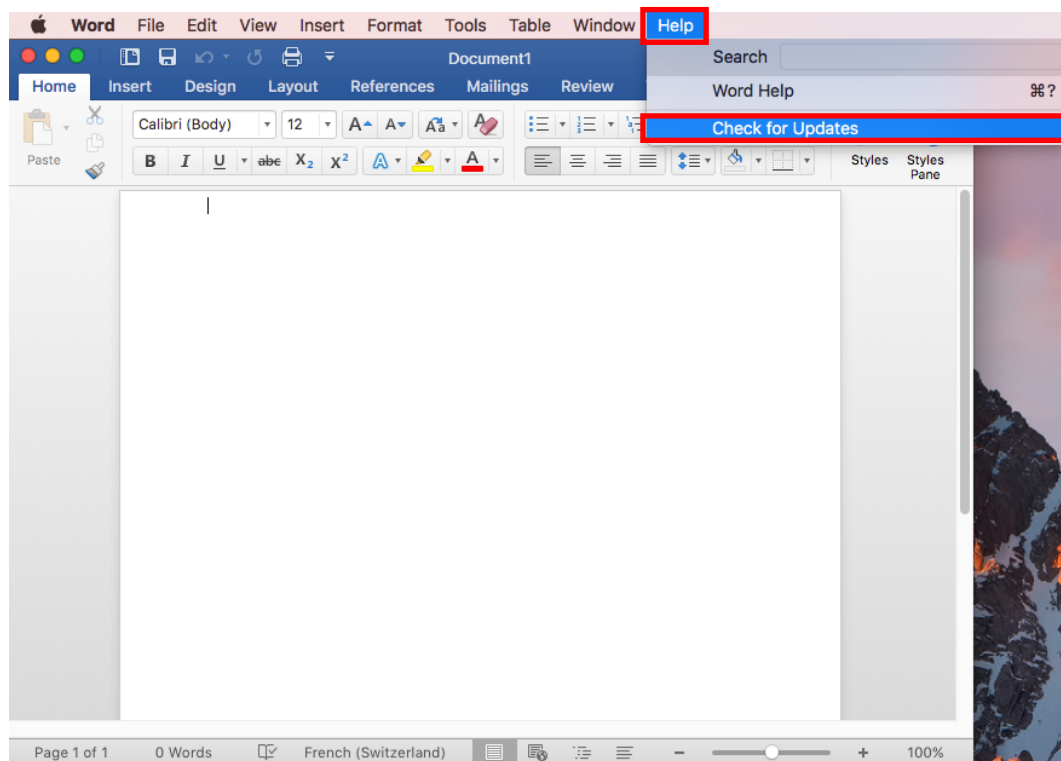 Word File Edit View Insert Format Tools Table Window Help
Document1
Search
Home Insert Design Layout References Mailings Review
Word Help ⌘?
Check for Updates
Calibri (Body) 12 A A Aa A
Paste
B I U abc X₂ X² A A
Styles Styles Pane
Page 1 of 1 0 Words French (Switzerland) 100%